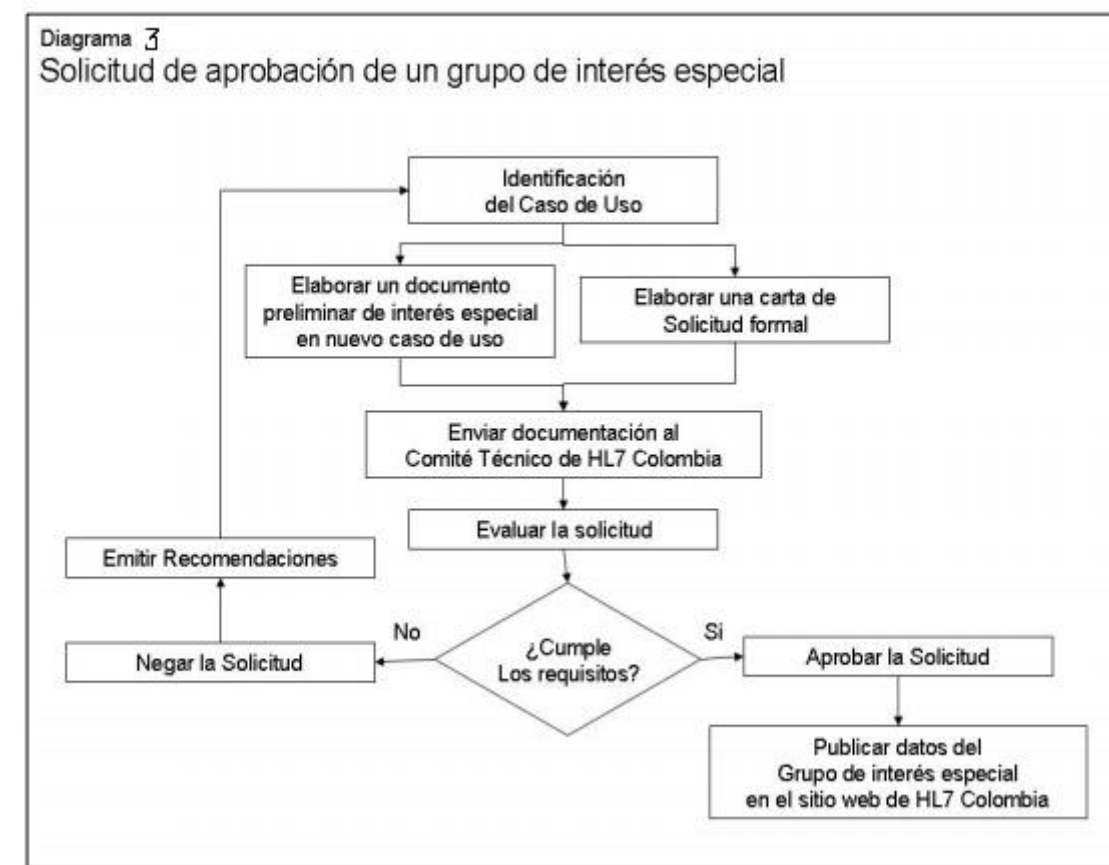 Diagrama 3
Solicitud de aprobación de un grupo de interés especial
Identificación
del Caso de Uso
Elaborar un documento
preliminar de interés especial
en nuevo caso de uso
Elaborar una carta de
Solicitud formal
Enviar documentación al
Comité Técnico de HL7 Colombia
Evaluar la solicitud
Emitir Recomendaciones
No
Si
¿Cumple
Los requisitos?
Negar la Solicitud
Aprobar la Solicitud
Publicar datos del
Grupo de interés especial
en el sitio web de HL7 Colombia